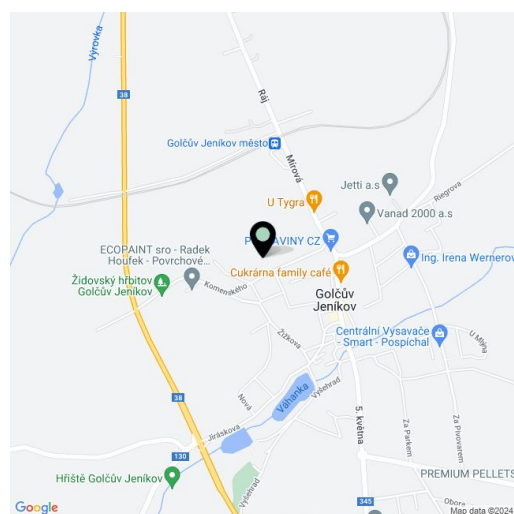 Výrovka
38
Ráj
Golčův Jeníkov město
Mírová
Jetti a.s
Riegrova
U Tygra
Vanad 2000 a.s
CZ
ECOPAINT sro - Radek
Houfek - Povrchové...
Ing. Irena Wernerov
Cukrárna family café
Židovský hřbitov
Golčův Jeníkov
Komenského
Golčův
Jeníkov
Centrální Vysavače
- Smart - Pospíchal
Žižkova
U Mlýna
38
Nová
Váhanka
Vyšehrad
Jiráskova
5. května
Za Parkem
Za Pivovarem
130
Hřiště Golčův Jeníkov
Vyšehrad
PREMIUM PELLETS
345
Obora
Google
Map data ©2024